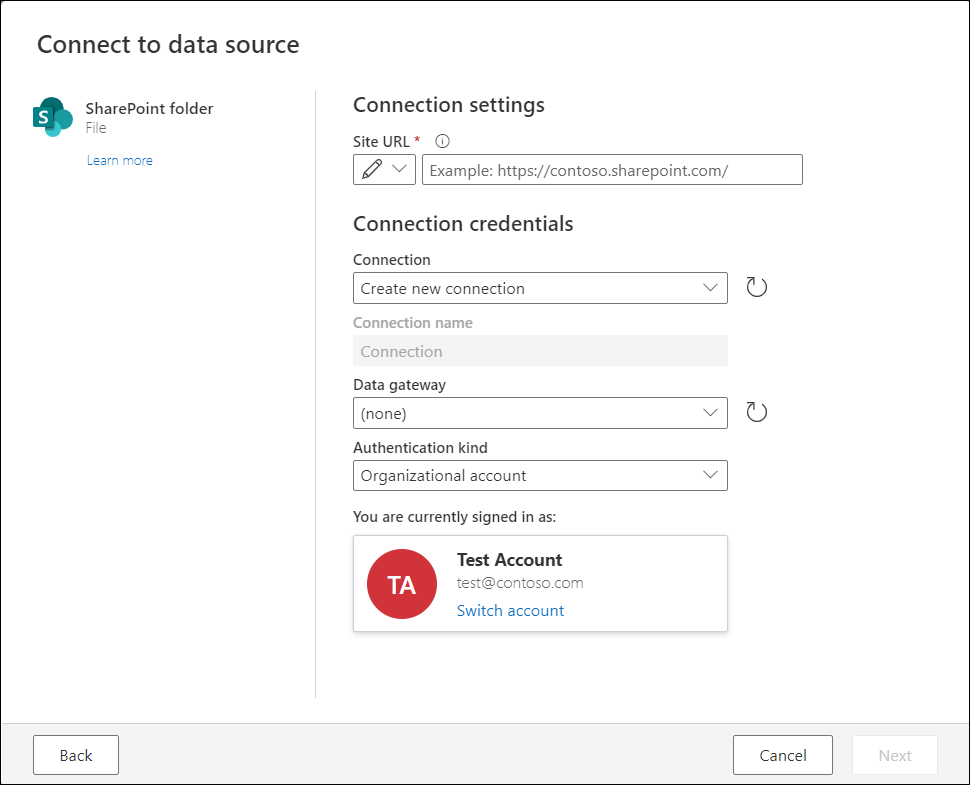 Connect to data source
S
SharePoint folder
File
Learn more
Connection settings
Site URL *
Example: https://contoso.sharepoint.com/
Connection credentials
Connection
Create new connection
Connection name
Connection
Data gateway
(none)
Authentication kind
Organizational account
You are currently signed in as:
TA
Test Account
test@contoso.com
Switch account
Back
Cancel
Next